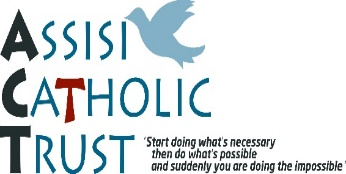 ASSISI
CATHOLIC
TRUST
'Start doing what's necessary
then do what's possible
and suddenly you are doing the impossible'